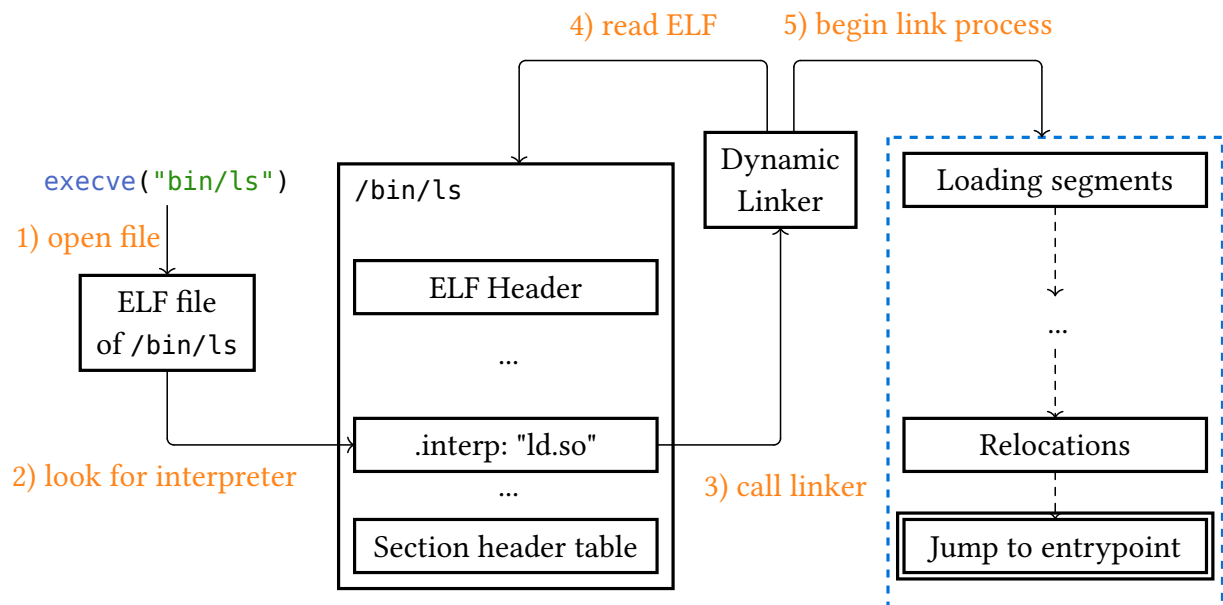 4) read ELF
5) begin link process
execve("bin/ls")
1) open file
ELF file
of /bin/ls
2) look for interpreter
/bin/ls
ELF Header
...
.interp: "ld.so"
...
Section header table
3) call linker
Dynamic
Linker
Loading segments
...
Relocations
Jump to entrypoint